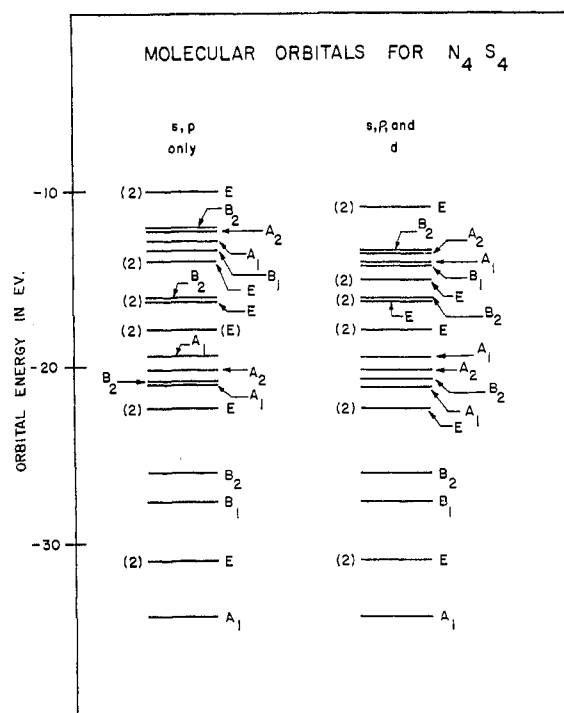 MOLECULAR ORBITALS FOR N4 S4
s, p
only
s, p, and
d
ORBITAL ENERGY IN EV.
-10
-20
-30
(2) E
B2
A2
A1
B1
(2) E
B2
E
(2)
(2) (E)
A1
A2
B2
A1
(2) E
B2
B1
(2) E
A1
(2) E
B2
A2
A1
B1
(2) E
(2) E
B2
(2) E
A1
A2
B2
A1
(2) E
B2
B1
(2) E
A1